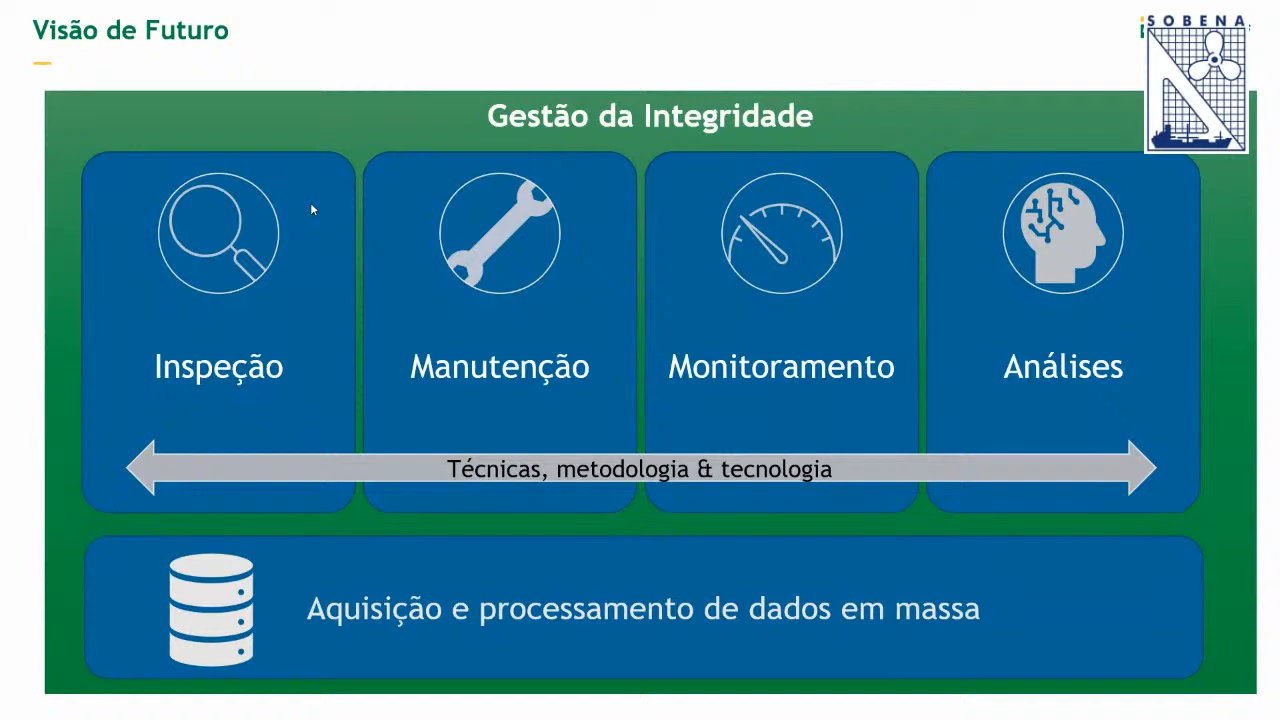 Visão de Futuro
SOBENA
Gestão da Integridade
Inspeção
Manutenção
Monitoramento
Análises
Técnicas, metodologia & tecnologia
Aquisição e processamento de dados em massa